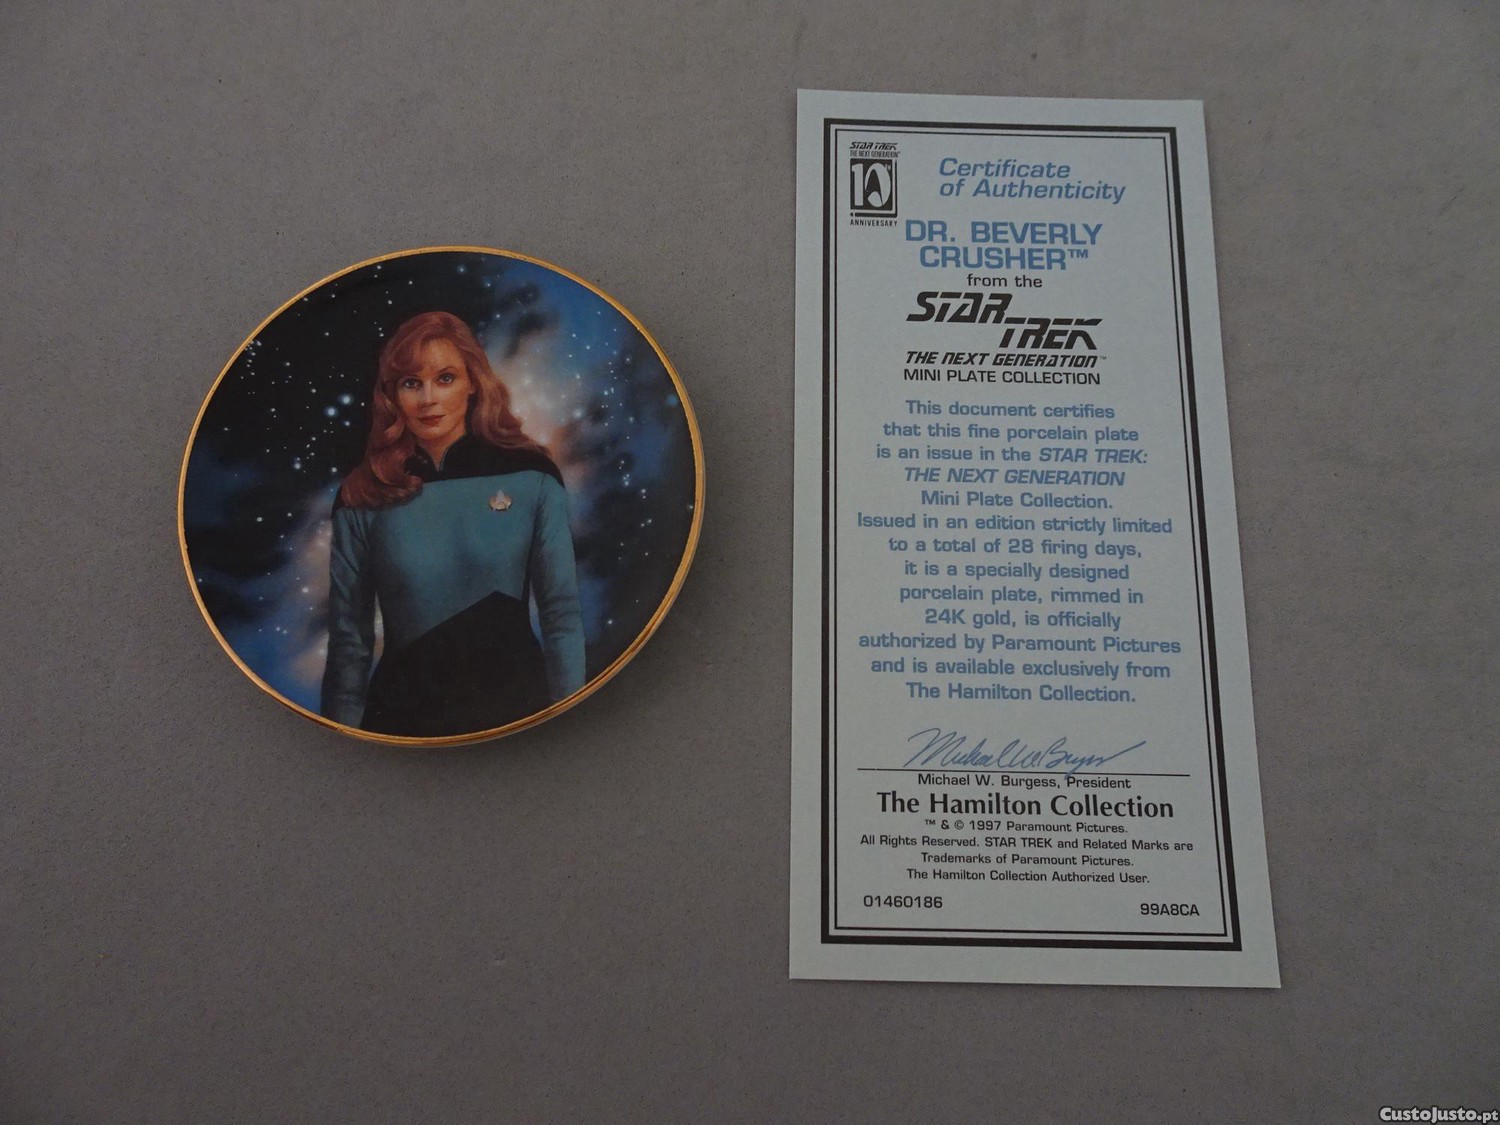 STAR TREK
THE NEXT GENERATION™
10™
ANNIVERSARY
Certificate
of Authenticity
DR. BEVERLY
CRUSHER™
from the
STAR
TREK
THE NEXT GENERATION™
MINI PLATE COLLECTION
This document certifies
that this fine porcelain plate
is an issue in the STAR TREK:
THE NEXT GENERATION
Mini Plate Collection.
Issued in an edition strictly limited
to a total of 28 firing days,
it is a specially designed
porcelain plate, rimmed in
24K gold, is officially
authorized by Paramount Pictures
and is available exclusively from
The Hamilton Collection.
Michael W. Burgess
Michael W. Burgess, President
The Hamilton Collection
™ & © 1997 Paramount Pictures.
All Rights Reserved. STAR TREK and Related Marks are
Trademarks of Paramount Pictures.
The Hamilton Collection Authorized User.
01460186
99A8CA
CustoJusto.pt